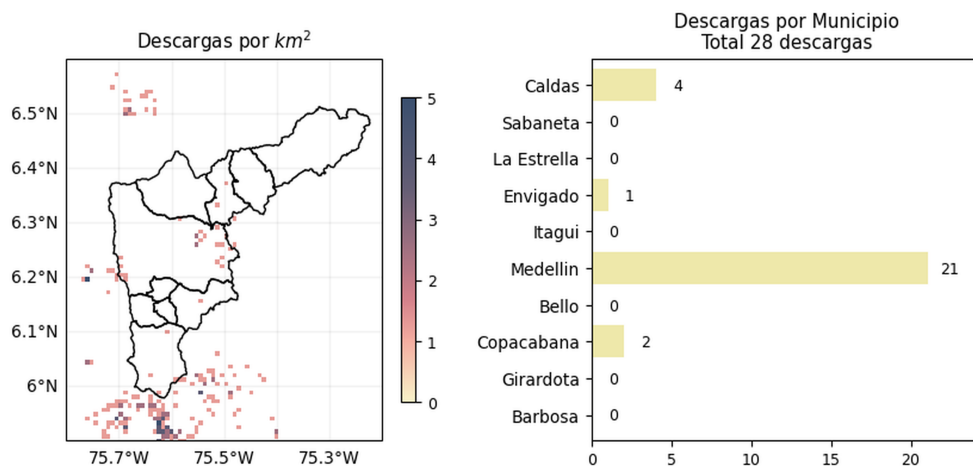 Descargas por km²
6.5°N
6.4°N
6.3°N
6.2°N
6.1°N
6°N
75.7°W 75.5°W 75.3°W
5
4
3
2
1
0
Descargas por Municipio
Total 28 descargas
Caldas 4
Sabaneta 0
La Estrella 0
Envigado 1
Itagui 0
Medellin 21
Bello 0
Copacabana 2
Girardota 0
Barbosa 0
0 5 10 15 20